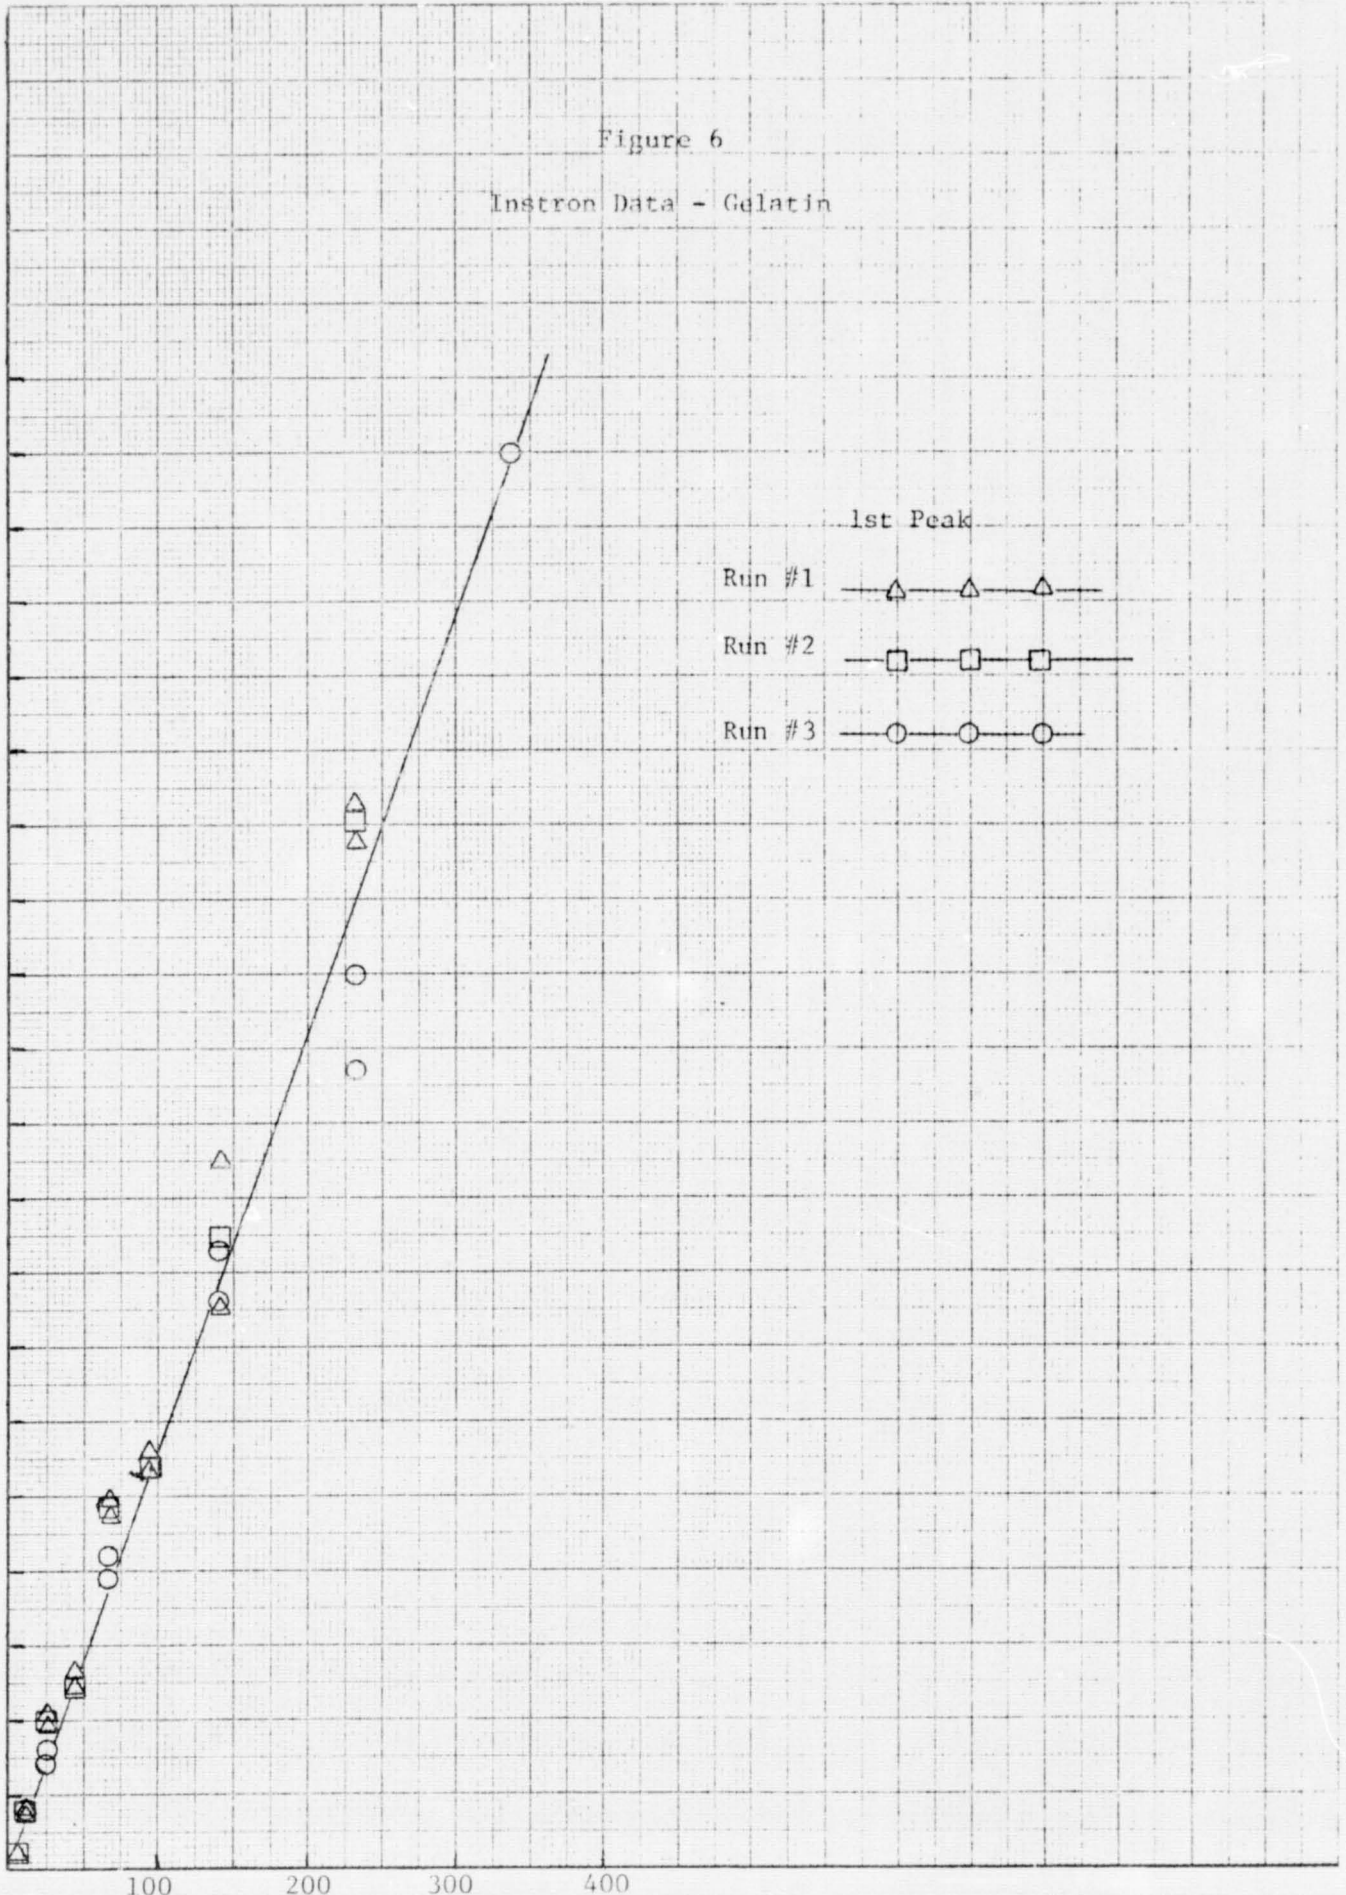 Figure 6
Instron Data - Gelatin
1st Peak
Run #1
Run #2
Run #3
100 200 300 400